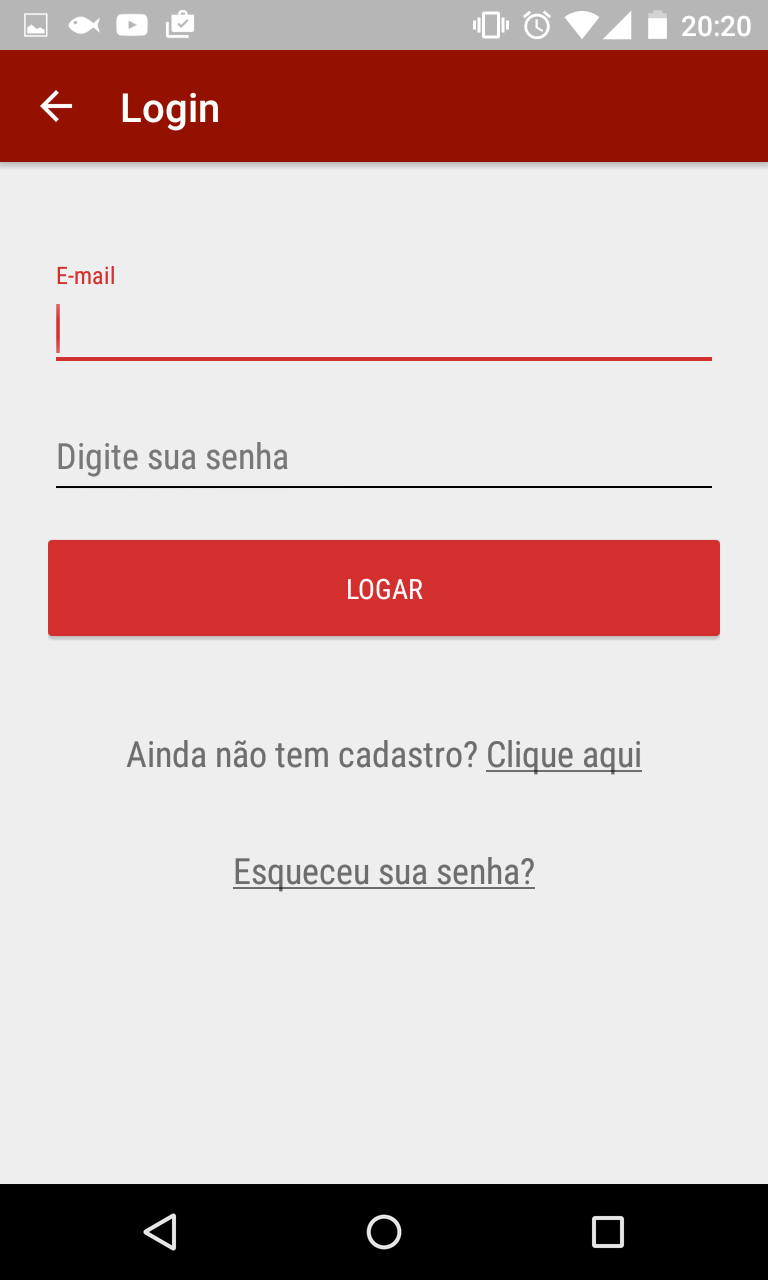 20:20
Login
E-mail
Digite sua senha
LOGAR
Ainda não tem cadastro? Clique aqui
Esqueceu sua senha?